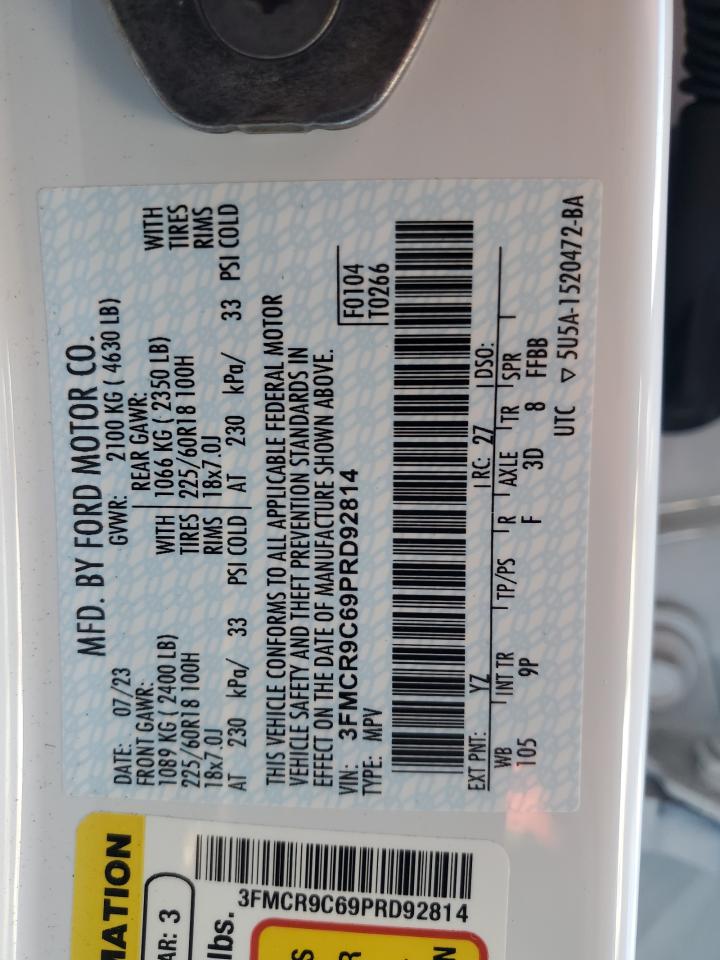 MFD. BY FORD MOTOR CO.
DATE: 07/23 GVWR: 2100 KG ( 4630 LB)
FRONT GAWR: REAR GAWR:
1089 KG ( 2400 LB) WITH 1066 KG ( 2350 LB) WITH
225/60R18 100H TIRES 225/60R18 100H TIRES
18x7.0J RIMS 18x7.0J RIMS
AT 230 kPa/ 33 PSI COLD AT 230 kPa/ 33 PSI COLD
THIS VEHICLE CONFORMS TO ALL APPLICABLE FEDERAL MOTOR
VEHICLE SAFETY AND THEFT PREVENTION STANDARDS IN
EFFECT ON THE DATE OF MANUFACTURE SHOWN ABOVE.
VIN: 3FMCR9C69PRD92814 F0104
TYPE: MPV T0266
EXT PNT: YZ RC: 27 DSO:
WB INT TR TP/PS R AXLE TR SPR
105 9P F 3D 8 FFBB
UTC ▽ 5U5A-1520472-BA
MATION
AR: 3
lbs.
3FMCR9C69PRD92814
S
R
N